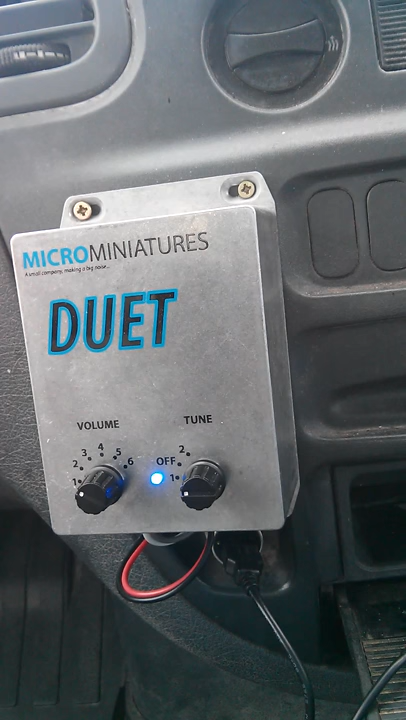 MICROMINIATURES
A small company, making a big noise...
DUET
VOLUME TUNE
1 2 3 4 5 6
OFF 1 2